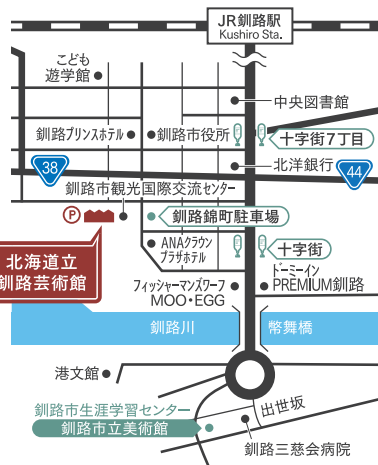 JR釧路駅
Kushiro Sta.
こども
遊学館
中央図書館
釧路プリンスホテル
釧路市役所
十字街7丁目
38
北洋銀行
44
釧路市観光国際交流センター
P
釧路錦町駐車場
北海道立
釧路芸術館
ANAクラウン
プラザホテル
十字街
フィッシャーマンズワーフ
MOO・EGG
ドーミーイン
PREMIUM釧路
釧路川
幣舞橋
港文館
出世坂
釧路市生涯学習センター
釧路市立美術館
釧路三慈会病院